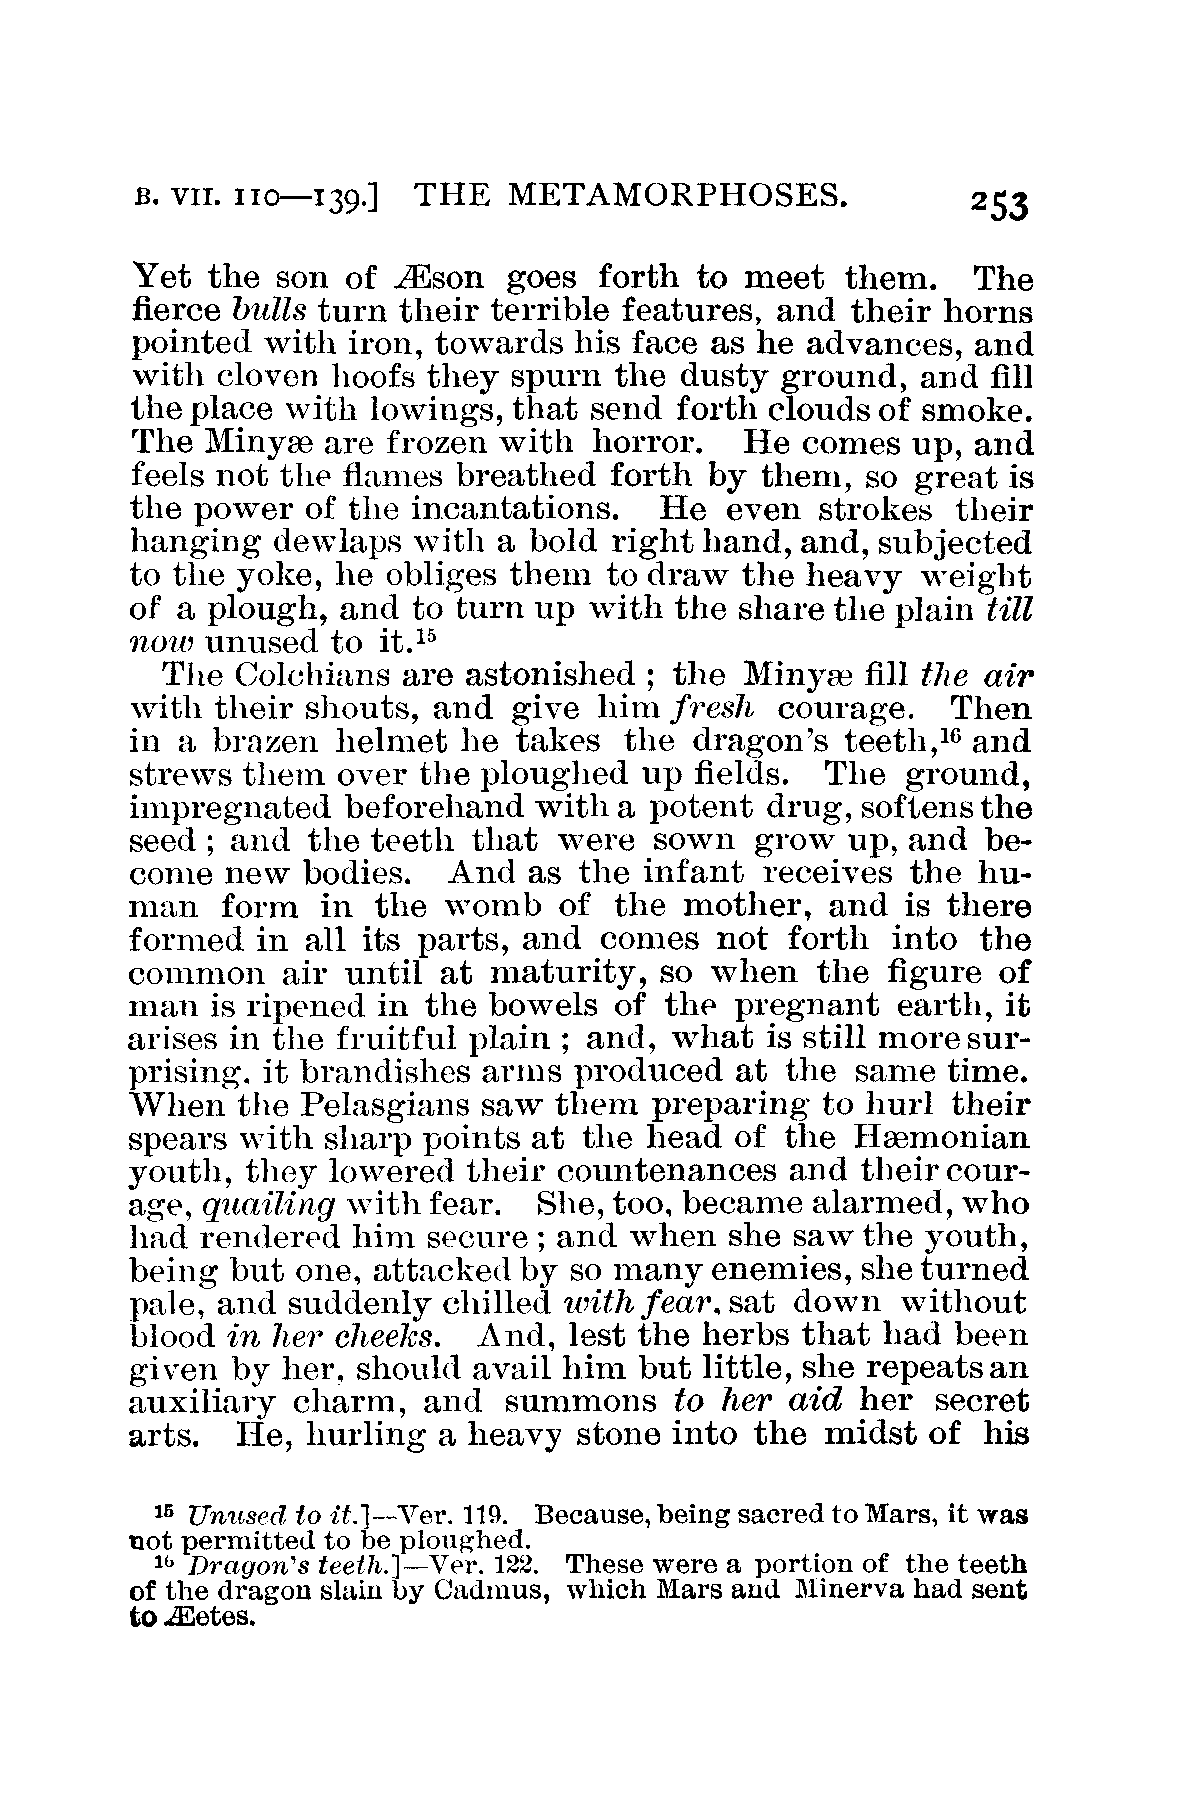 B. VII. 110—139.] THE METAMORPHOSES. 253
Yet the son of Æson goes forth to meet them. The
fierce bulls turn their terrible features, and their horns
pointed with iron, towards his face as he advances, and
with cloven hoofs they spurn the dusty ground, and fill
the place with lowings, that send forth clouds of smoke.
The Minyæ are frozen with horror. He comes up, and
feels not the flames breathed forth by them, so great is
the power of the incantations. He even strokes their
hanging dewlaps with a bold right hand, and, subjected
to the yoke, he obliges them to draw the heavy weight
of a plough, and to turn up with the share the plain till
now unused to it.¹⁵
The Colchians are astonished ; the Minyæ fill the air
with their shouts, and give him fresh courage. Then
in a brazen helmet he takes the dragon's teeth,¹⁶ and
strews them over the ploughed up fields. The ground,
impregnated beforehand with a potent drug, softens the
seed ; and the teeth that were sown grow up, and be-
come new bodies. And as the infant receives the hu-
man form in the womb of the mother, and is there
formed in all its parts, and comes not forth into the
common air until at maturity, so when the figure of
man is ripened in the bowels of the pregnant earth, it
arises in the fruitful plain ; and, what is still more sur-
prising, it brandishes arms produced at the same time.
When the Pelasgians saw them preparing to hurl their
spears with sharp points at the head of the Hæmonian
youth, they lowered their countenances and their cour-
age, quailing with fear. She, too, became alarmed, who
had rendered him secure ; and when she saw the youth,
being but one, attacked by so many enemies, she turned
pale, and suddenly chilled with fear, sat down without
blood in her cheeks. And, lest the herbs that had been
given by her, should avail him but little, she repeats an
auxiliary charm, and summons to her aid her secret
arts. He, hurling a heavy stone into the midst of his
¹⁵ Unused to it.]—Ver. 119. Because, being sacred to Mars, it was
not permitted to be ploughed.
¹⁶ Dragon's teeth.]—Ver. 122. These were a portion of the teeth
of the dragon slain by Cadmus, which Mars and Minerva had sent
to Æetes.